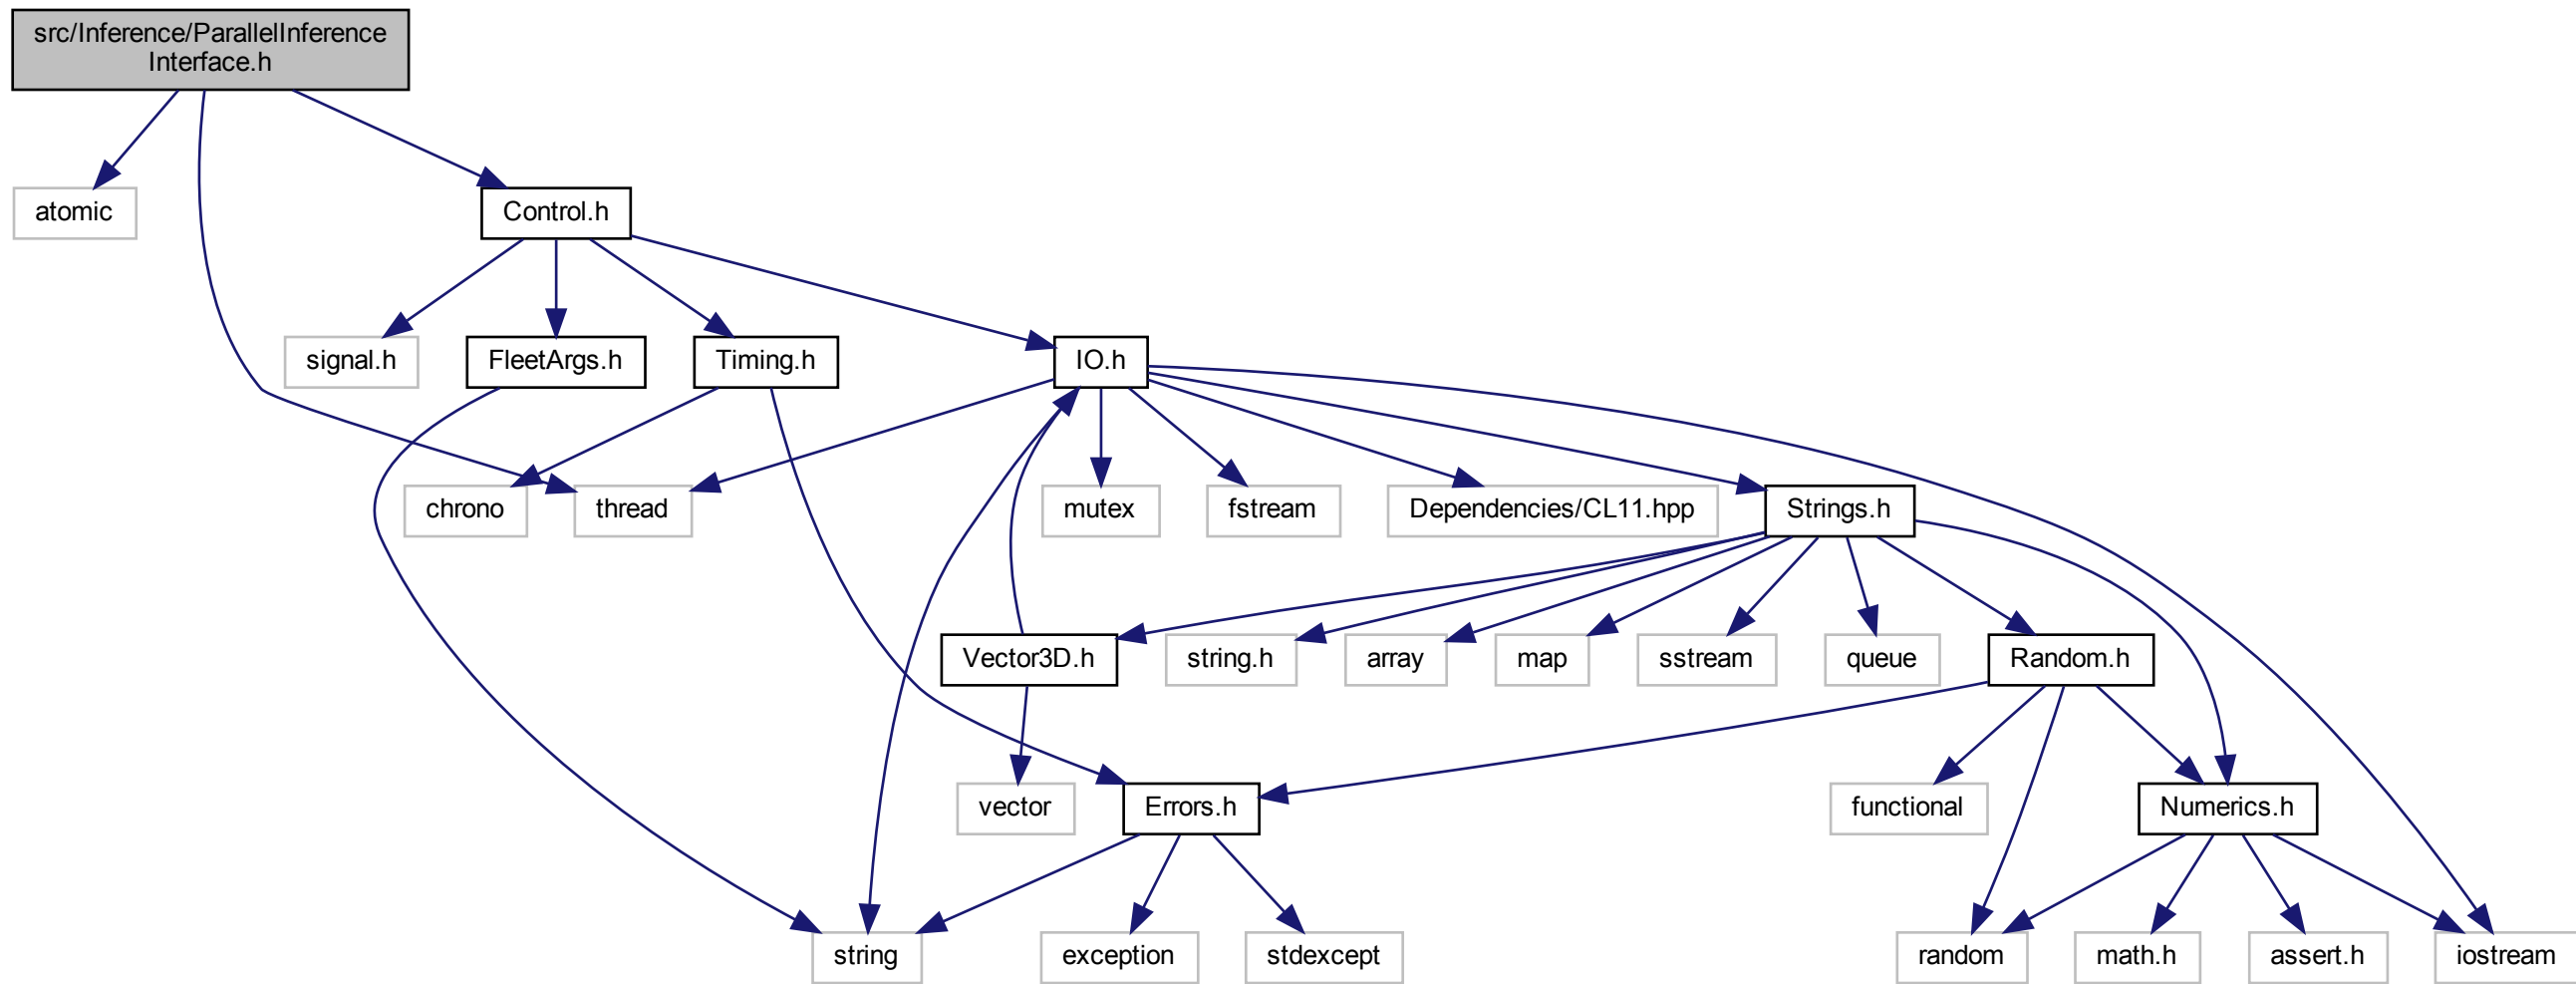 src/Inference/ParallelInference
Interface.h
atomic
Control.h
signal.h
FleetArgs.h
Timing.h
IO.h
chrono
thread
mutex
fstream
Dependencies/CL11.hpp
Strings.h
Vector3D.h
string.h
array
map
sstream
queue
Random.h
vector
Errors.h
functional
Numerics.h
string
exception
stdexcept
random
math.h
assert.h
iostream